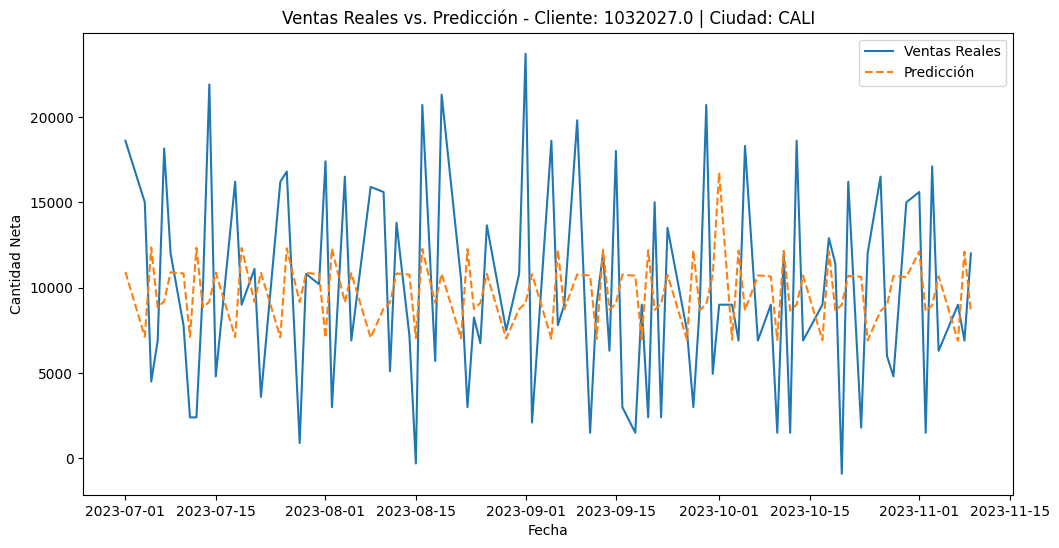 Ventas Reales vs. Predicción - Cliente: 1032027.0 | Ciudad: CALI
Ventas Reales
Predicción
Cantidad Neta
20000
15000
10000
5000
0
2023-07-01 2023-07-15 2023-08-01 2023-08-15 2023-09-01 2023-09-15 2023-10-01 2023-10-15 2023-11-01 2023-11-15
Fecha